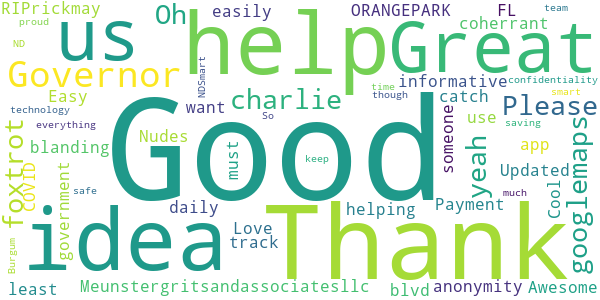 RIPrickmay
Oh
easily
ORANGEPARK
FL
team
proud
us
help
Great
coherrant
ND
Governor
NDSmart
informative
confidentiality
Easy
charlie
want
time
catch
smart
technology
though
Please
Good
everything
So
saving
foxtrot
Nudes
must
someone
yeah
use
app
googlemaps
blanding
keep
COVID
government
safe
Updated
idea
Thank
daily
helping
Payment
much
Cool
Love
track
Burgum
least
Meunstergritsandassociatesllc
blvd
anonymity
Awesome